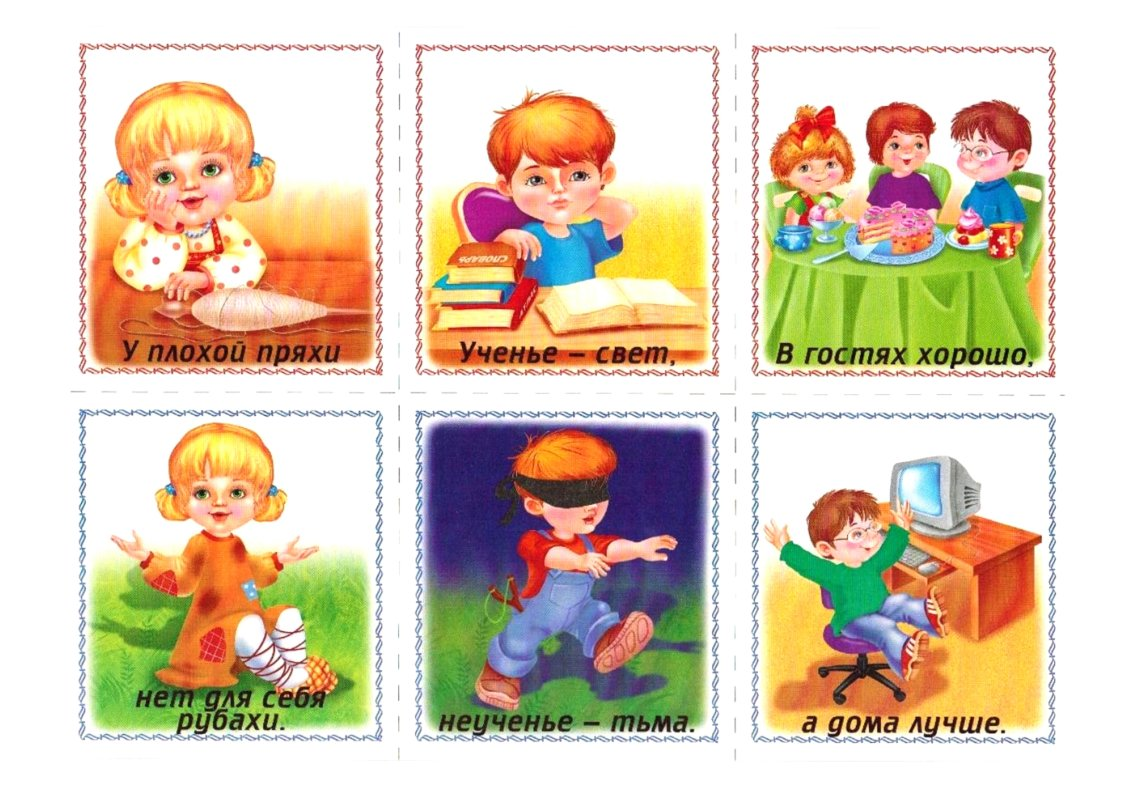 СЛОВАРЬ
У плохой пряхи
Ученье – свет,
В гостях хорошо,
нет для себя
рубахи.
неученье – тьма.
а дома лучше.